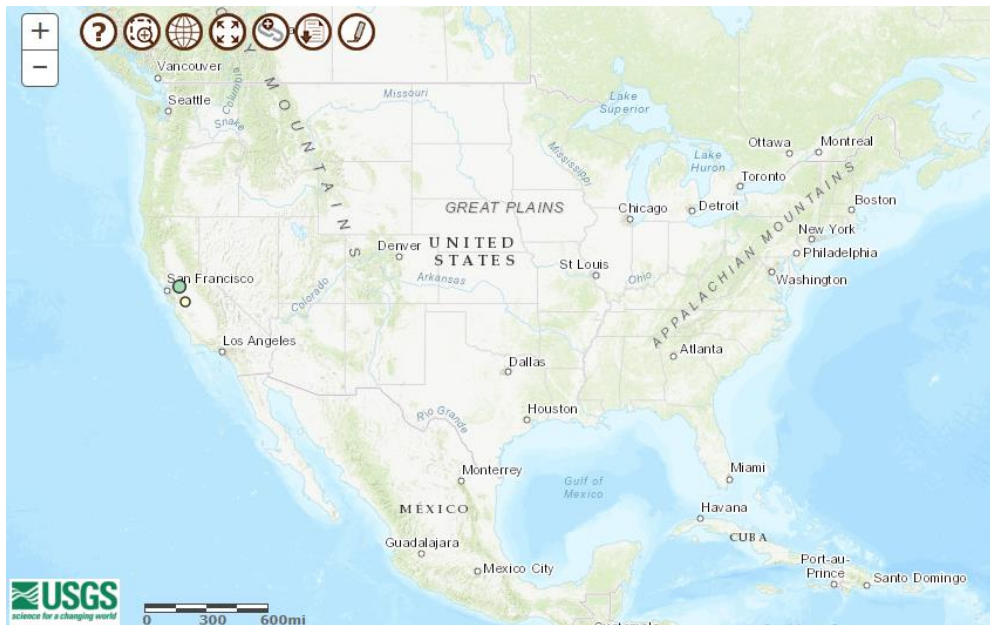 +
−
?
Vancouver
Seattle
Columbia
Snake
Missouri
MOUNTAINS
Lake
Superior
Mississippi
Ottawa
Montreal
Lake
Huron
Toronto
Boston
Chicago
Detroit
GREAT PLAINS
New York
Philadelphia
Denver
UNITED
STATES
St Louis
Ohio
Washington
APPALACHIAN MOUNTAINS
Arkansas
Colorado
San Francisco
Los Angeles
Atlanta
Dallas
Houston
Rio Grande
Monterrey
Miami
Gulf of
Mexico
Havana
MÉXICO
CUBA
Guadalajara
Mexico City
Port-au-
Prince
Santo Domingo
USGS
science for a changing world
0 300 600mi